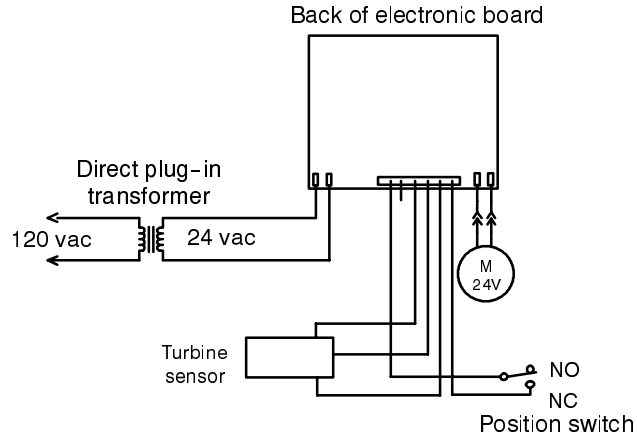 Back of electronic board
Direct plug-in
transformer
120 vac
24 vac
M
24V
Turbine
sensor
NO
NC
Position switch